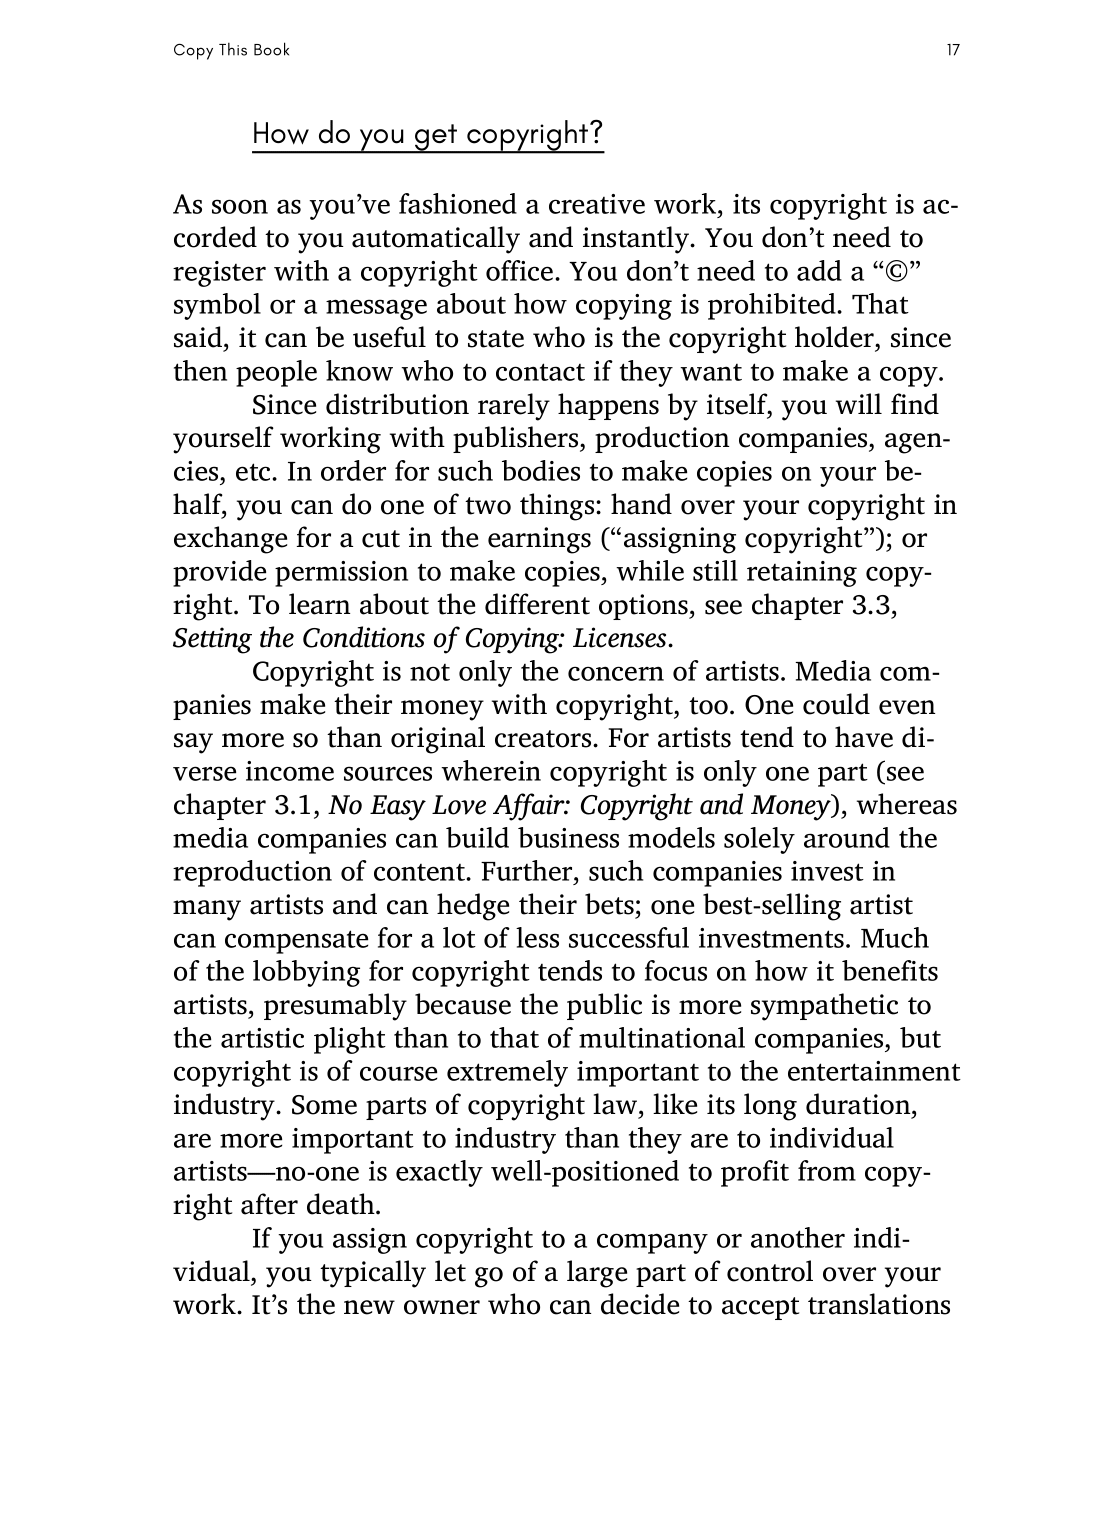 Copy This Book 17
How do you get copyright?
As soon as you’ve fashioned a creative work, its copyright is ac-
corded to you automatically and instantly. You don’t need to
register with a copyright office. You don’t need to add a “©”
symbol or a message about how copying is prohibited. That
said, it can be useful to state who is the copyright holder, since
then people know who to contact if they want to make a copy.
Since distribution rarely happens by itself, you will find
yourself working with publishers, production companies, agen-
cies, etc. In order for such bodies to make copies on your be-
half, you can do one of two things: hand over your copyright in
exchange for a cut in the earnings (“assigning copyright”); or
provide permission to make copies, while still retaining copy-
right. To learn about the different options, see chapter 3.3,
Setting the Conditions of Copying: Licenses.
Copyright is not only the concern of artists. Media com-
panies make their money with copyright, too. One could even
say more so than original creators. For artists tend to have di-
verse income sources wherein copyright is only one part (see
chapter 3.1, No Easy Love Affair: Copyright and Money), whereas
media companies can build business models solely around the
reproduction of content. Further, such companies invest in
many artists and can hedge their bets; one best-selling artist
can compensate for a lot of less successful investments. Much
of the lobbying for copyright tends to focus on how it benefits
artists, presumably because the public is more sympathetic to
the artistic plight than to that of multinational companies, but
copyright is of course extremely important to the entertainment
industry. Some parts of copyright law, like its long duration,
are more important to industry than they are to individual
artists—no-one is exactly well-positioned to profit from copy-
right after death.
If you assign copyright to a company or another indi-
vidual, you typically let go of a large part of control over your
work. It’s the new owner who can decide to accept translations